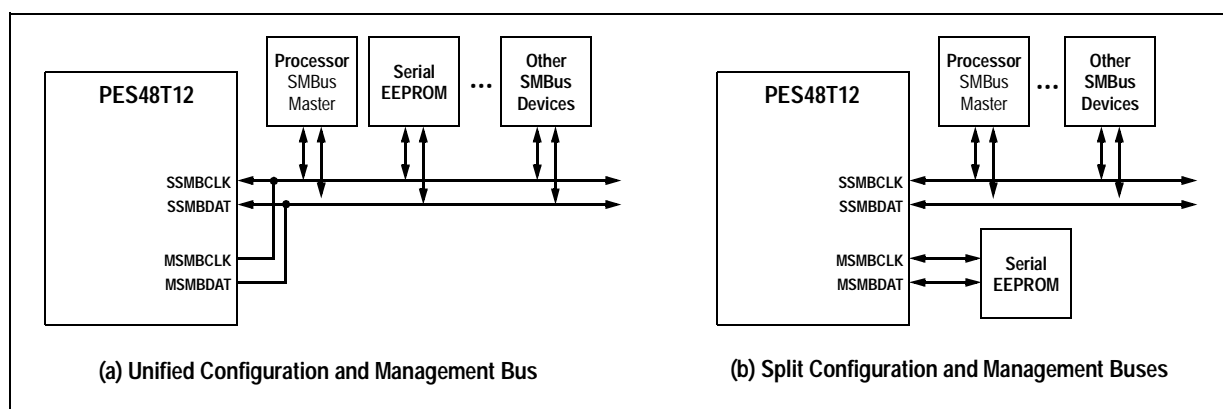 PES48T12
Processor
SMBus
Master
Serial
EEPROM
...
Other
SMBus
Devices
SSMBCLK
SSMBDAT
MSMBCLK
MSMBDAT
(a) Unified Configuration and Management Bus
PES48T12
Processor
SMBus
Master
...
Other
SMBus
Devices
SSMBCLK
SSMBDAT
MSMBCLK
MSMBDAT
Serial
EEPROM
(b) Split Configuration and Management Buses